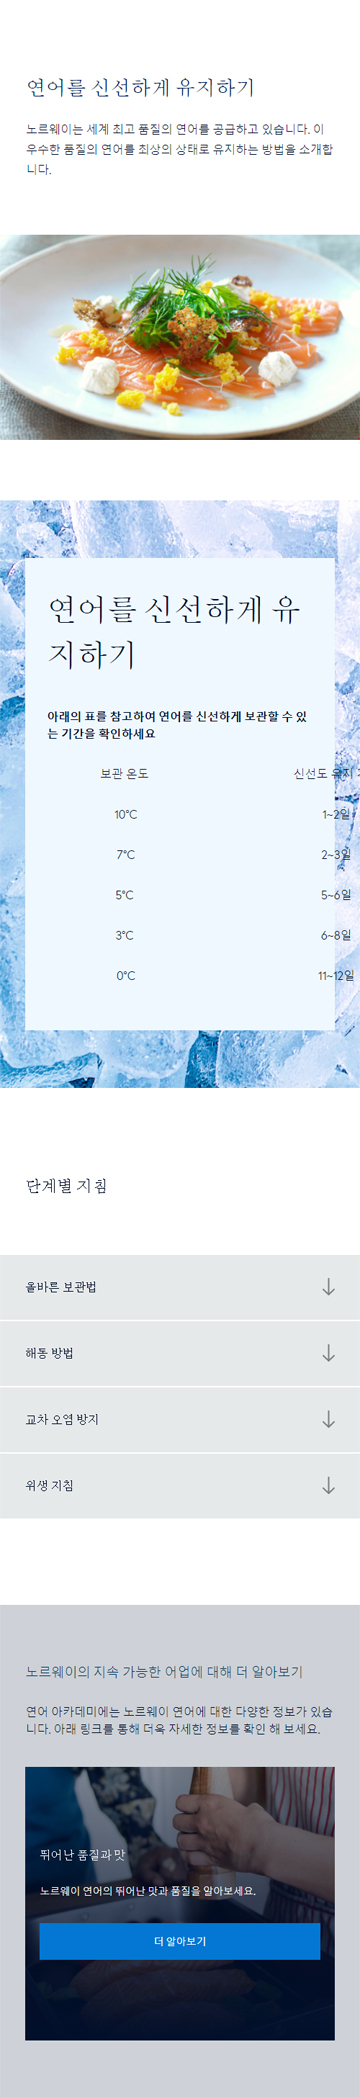 연어를 신선하게 유지하기
노르웨이는 세계 최고 품질의 연어를 공급하고 있습니다. 이
우수한 품질의 연어를 최상의 상태로 유지하는 방법을 소개합
니다.
연어를 신선하게 유
지하기
아래의 표를 참고하여 연어를 신선하게 보관할 수 있
는 기간을 확인하세요
보관 온도 신선도 유지
10°C 1~2일
7°C 2~3일
5°C 5~6일
3°C 6~8일
0°C 11~12일
단계별 지침
올바른 보관법
해동 방법
교차 오염 방지
위생 지침
노르웨이의 지속 가능한 어업에 대해 더 알아보기
연어 아카데미에는 노르웨이 연어에 대한 다양한 정보가 있습
니다. 아래 링크를 통해 더욱 자세한 정보를 확인 해 보세요.
뛰어난 품질과 맛
노르웨이 연어의 뛰어난 맛과 품질을 알아보세요.
더 알아보기